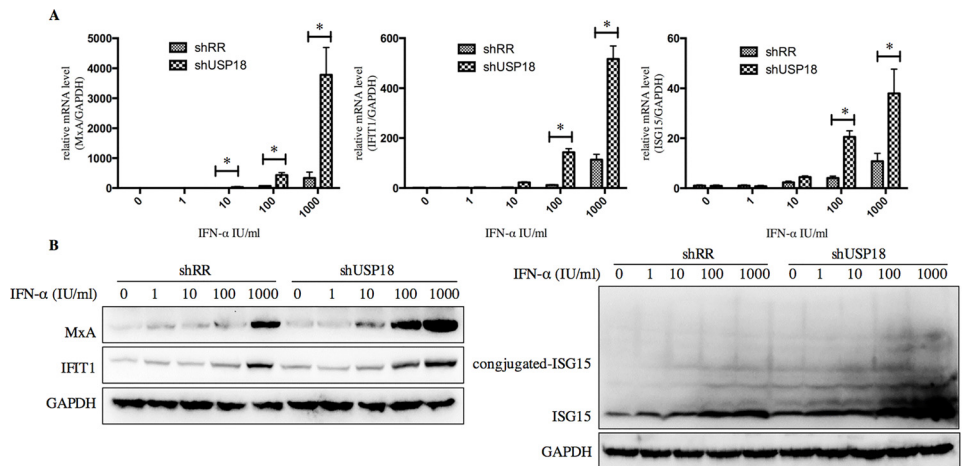 A
relative mRNA level
(MxA/GAPDH)
5000
4000
3000
2000
1000
0
shRR
shUSP18
*
*
*
0
1
10
100
1000
IFN-α IU/ml
relative mRNA level
(IFIT1/GAPDH)
600
400
200
0
shRR
shUSP18
*
*
0
1
10
100
1000
IFN-α IU/ml
relative mRNA level
(ISG15/GAPDH)
60
40
20
0
shRR
shUSP18
*
*
0
1
10
100
1000
IFN-α IU/ml
B
shRR shUSP18
IFN-α (IU/ml) 0 1 10 100 1000 0 1 10 100 1000
MxA
IFIT1
GAPDH
shRR shUSP18
IFN-α (IU/ml) 0 1 10 100 1000 0 1 10 100 1000
congjugated-ISG15
ISG15
GAPDH